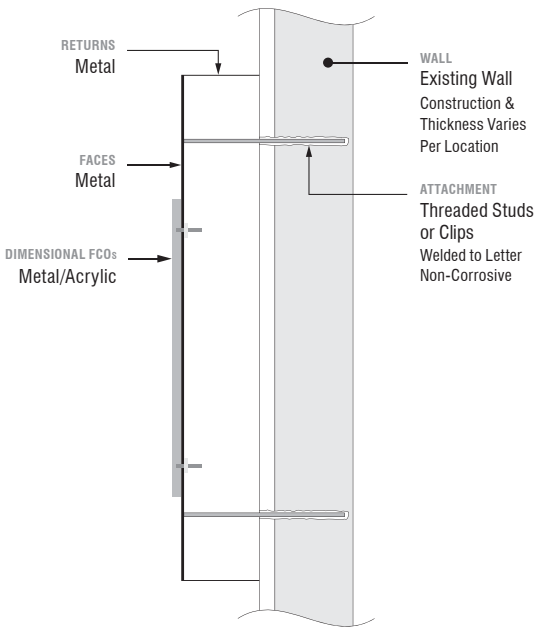 RETURNS
Metal
FACES
Metal
DIMENSIONAL FCOs
Metal/Acrylic
WALL
Existing Wall
Construction &
Thickness Varies
Per Location
ATTACHMENT
Threaded Studs
or Clips
Welded to Letter
Non-Corrosive